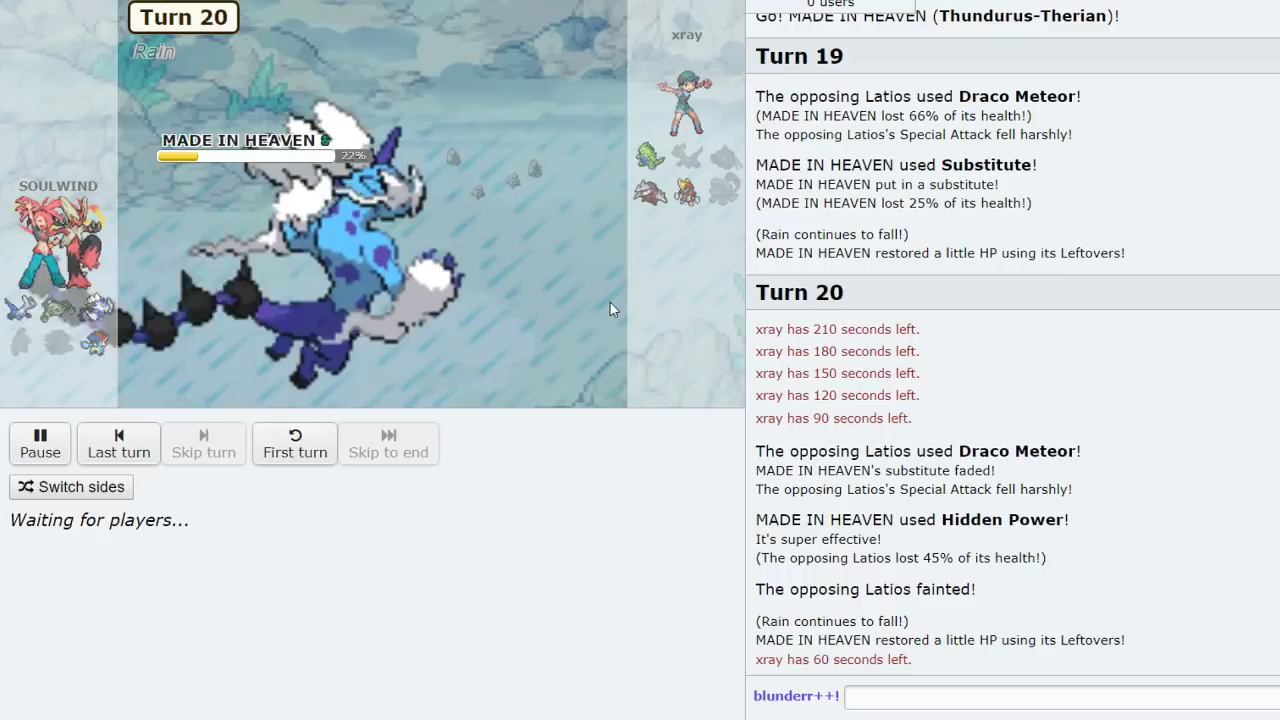 Turn 20
Rain
MADE IN HEAVEN
22%
SOULWIND
xray
Pause
Last turn
Skip turn
First turn
Skip to end
Switch sides
Waiting for players...
0 users
Go! MADE IN HEAVEN (Thundurus-Therian)!
Turn 19
The opposing Latios used Draco Meteor!
(MADE IN HEAVEN lost 66% of its health!)
The opposing Latios's Special Attack fell harshly!
MADE IN HEAVEN used Substitute!
MADE IN HEAVEN put in a substitute!
(MADE IN HEAVEN lost 25% of its health!)
(Rain continues to fall!)
MADE IN HEAVEN restored a little HP using its Leftovers!
Turn 20
xray has 210 seconds left.
xray has 180 seconds left.
xray has 150 seconds left.
xray has 120 seconds left.
xray has 90 seconds left.
The opposing Latios used Draco Meteor!
MADE IN HEAVEN's substitute faded!
The opposing Latios's Special Attack fell harshly!
MADE IN HEAVEN used Hidden Power!
It's super effective!
(The opposing Latios lost 45% of its health!)
The opposing Latios fainted!
(Rain continues to fall!)
MADE IN HEAVEN restored a little HP using its Leftovers!
xray has 60 seconds left.
blunderr++!